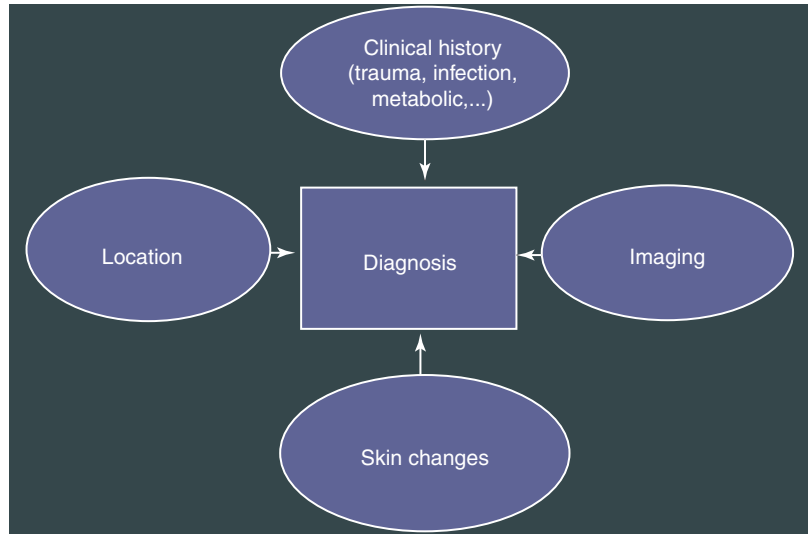 Clinical history
(trauma, infection,
metabolic,...)
Location
Diagnosis
Imaging
Skin changes